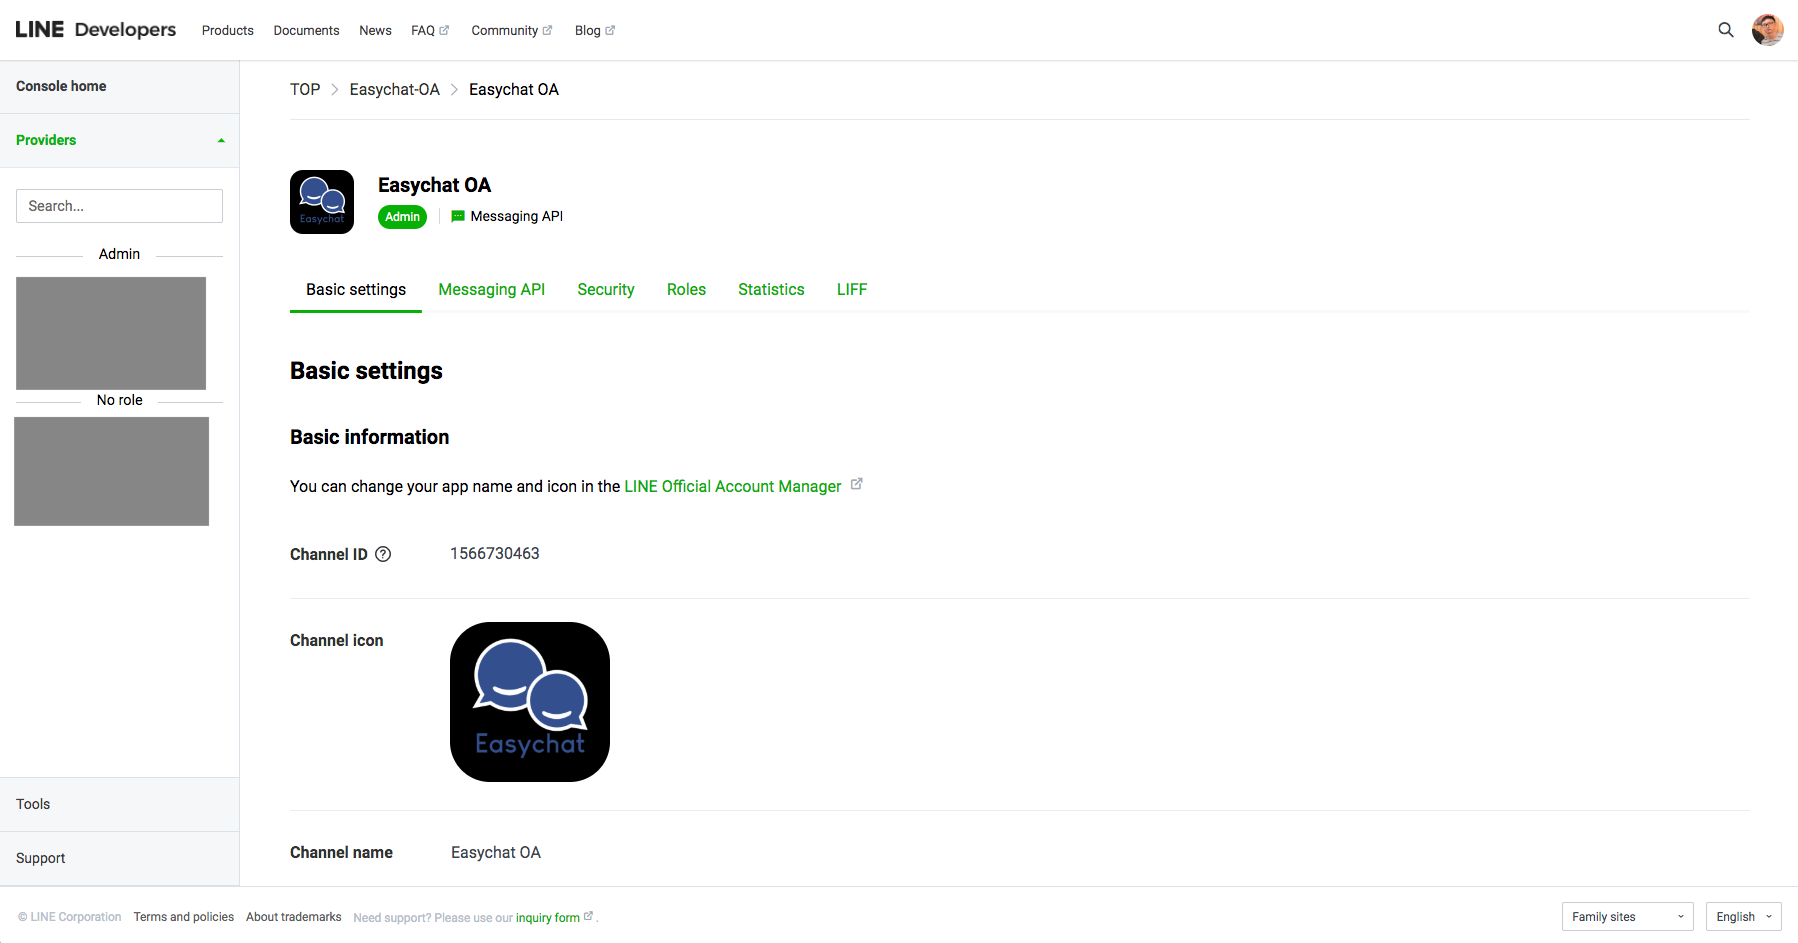 LINE Developers
Products Documents News FAQ Community Blog
Console home
Providers
Search...
Admin
No role
Tools
Support
TOP > Easychat-OA > Easychat OA
Easychat
Easychat OA
Admin Messaging API
Basic settings Messaging API Security Roles Statistics LIFF
Basic settings
Basic information
You can change your app name and icon in the LINE Official Account Manager
Channel ID ? 1566730463
Channel icon
Easychat
Channel name Easychat OA
© LINE Corporation Terms and policies About trademarks Need support? Please use our inquiry form .
Family sites English